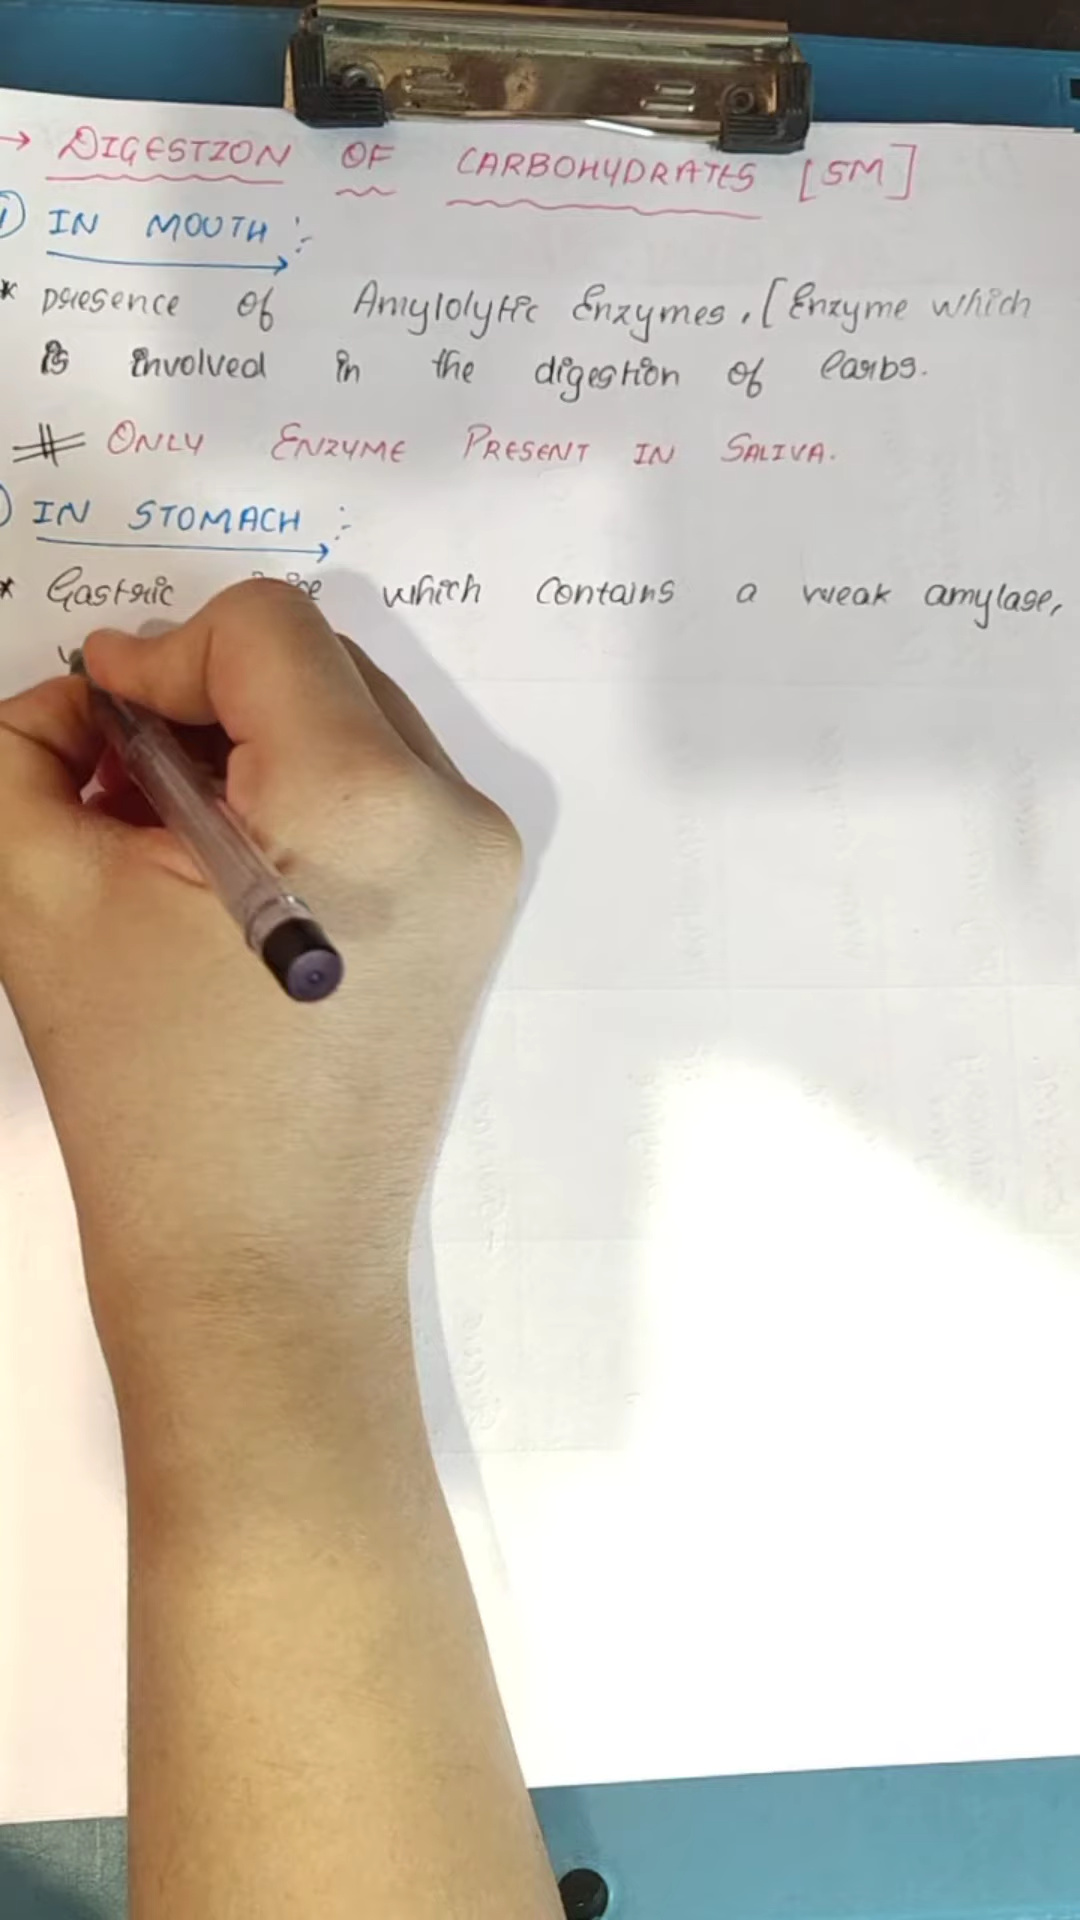 → DIGESTION OF CARBOHYDRATES [5M]
① IN MOUTH :-
* presence of Amylolytic Enzymes, [Enzyme which
is involved in the digestion of Carbs.
# ONLY ENZYME PRESENT IN SALIVA.
IN STOMACH :-
* Gastric which contains a weak amylase,